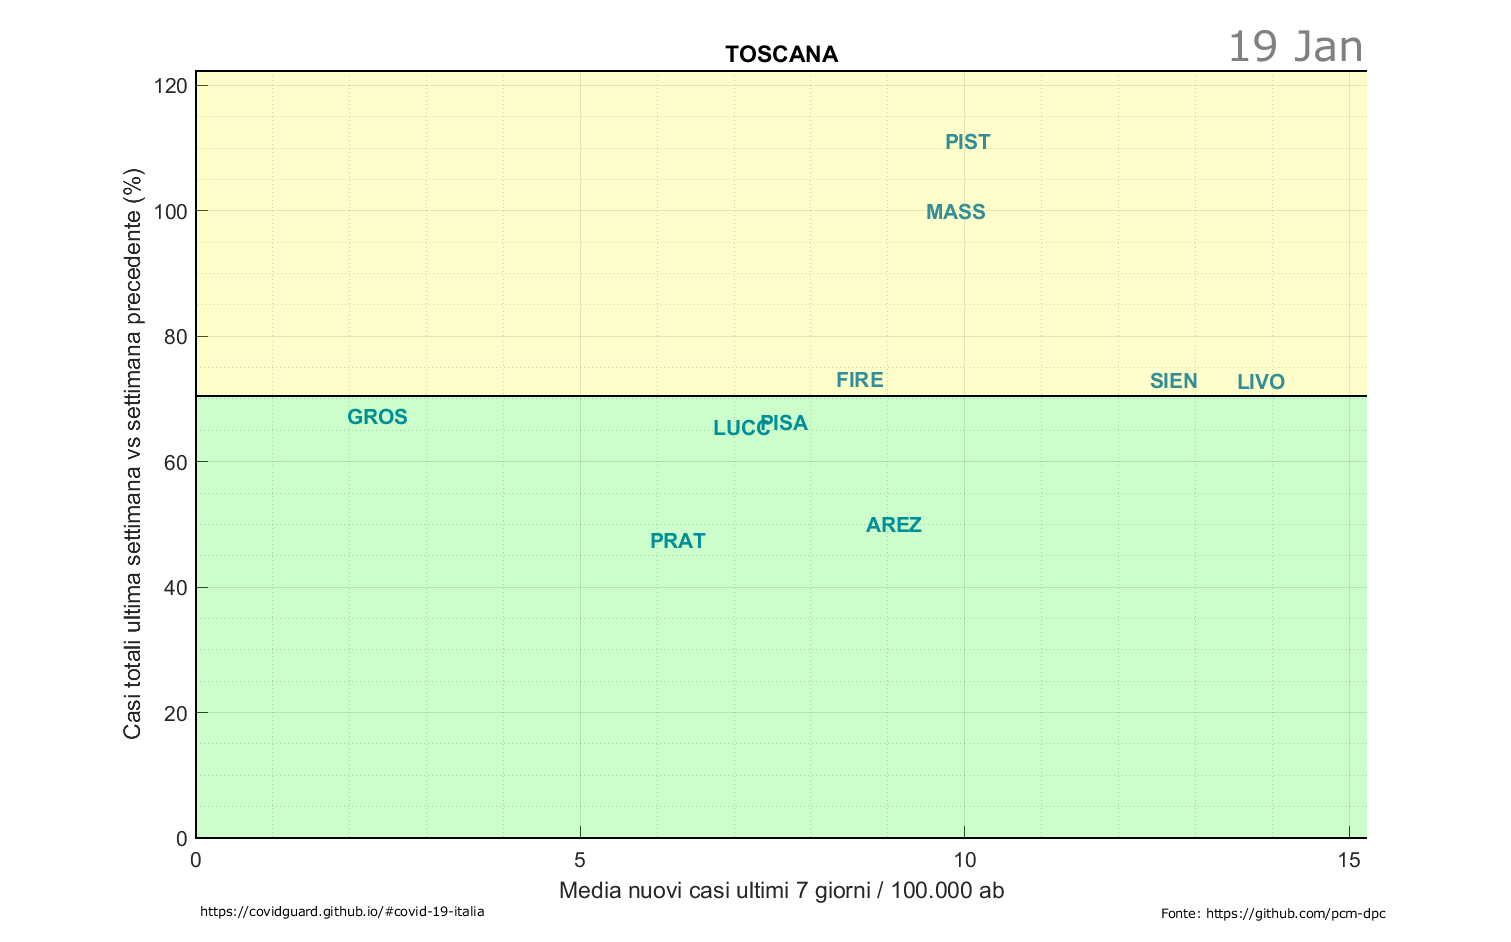 19 Jan
TOSCANA
120
100
80
60
40
20
0
Casi totali ultima settimana vs settimana precedente (%)
PIST
MASS
FIRE
SIEN
LIVO
GROS
LUCC
PISA
AREZ
PRAT
0
5
10
15
Media nuovi casi ultimi 7 giorni / 100.000 ab
https://covidguard.github.io/#covid-19-italia
Fonte: https://github.com/pcm-dpc